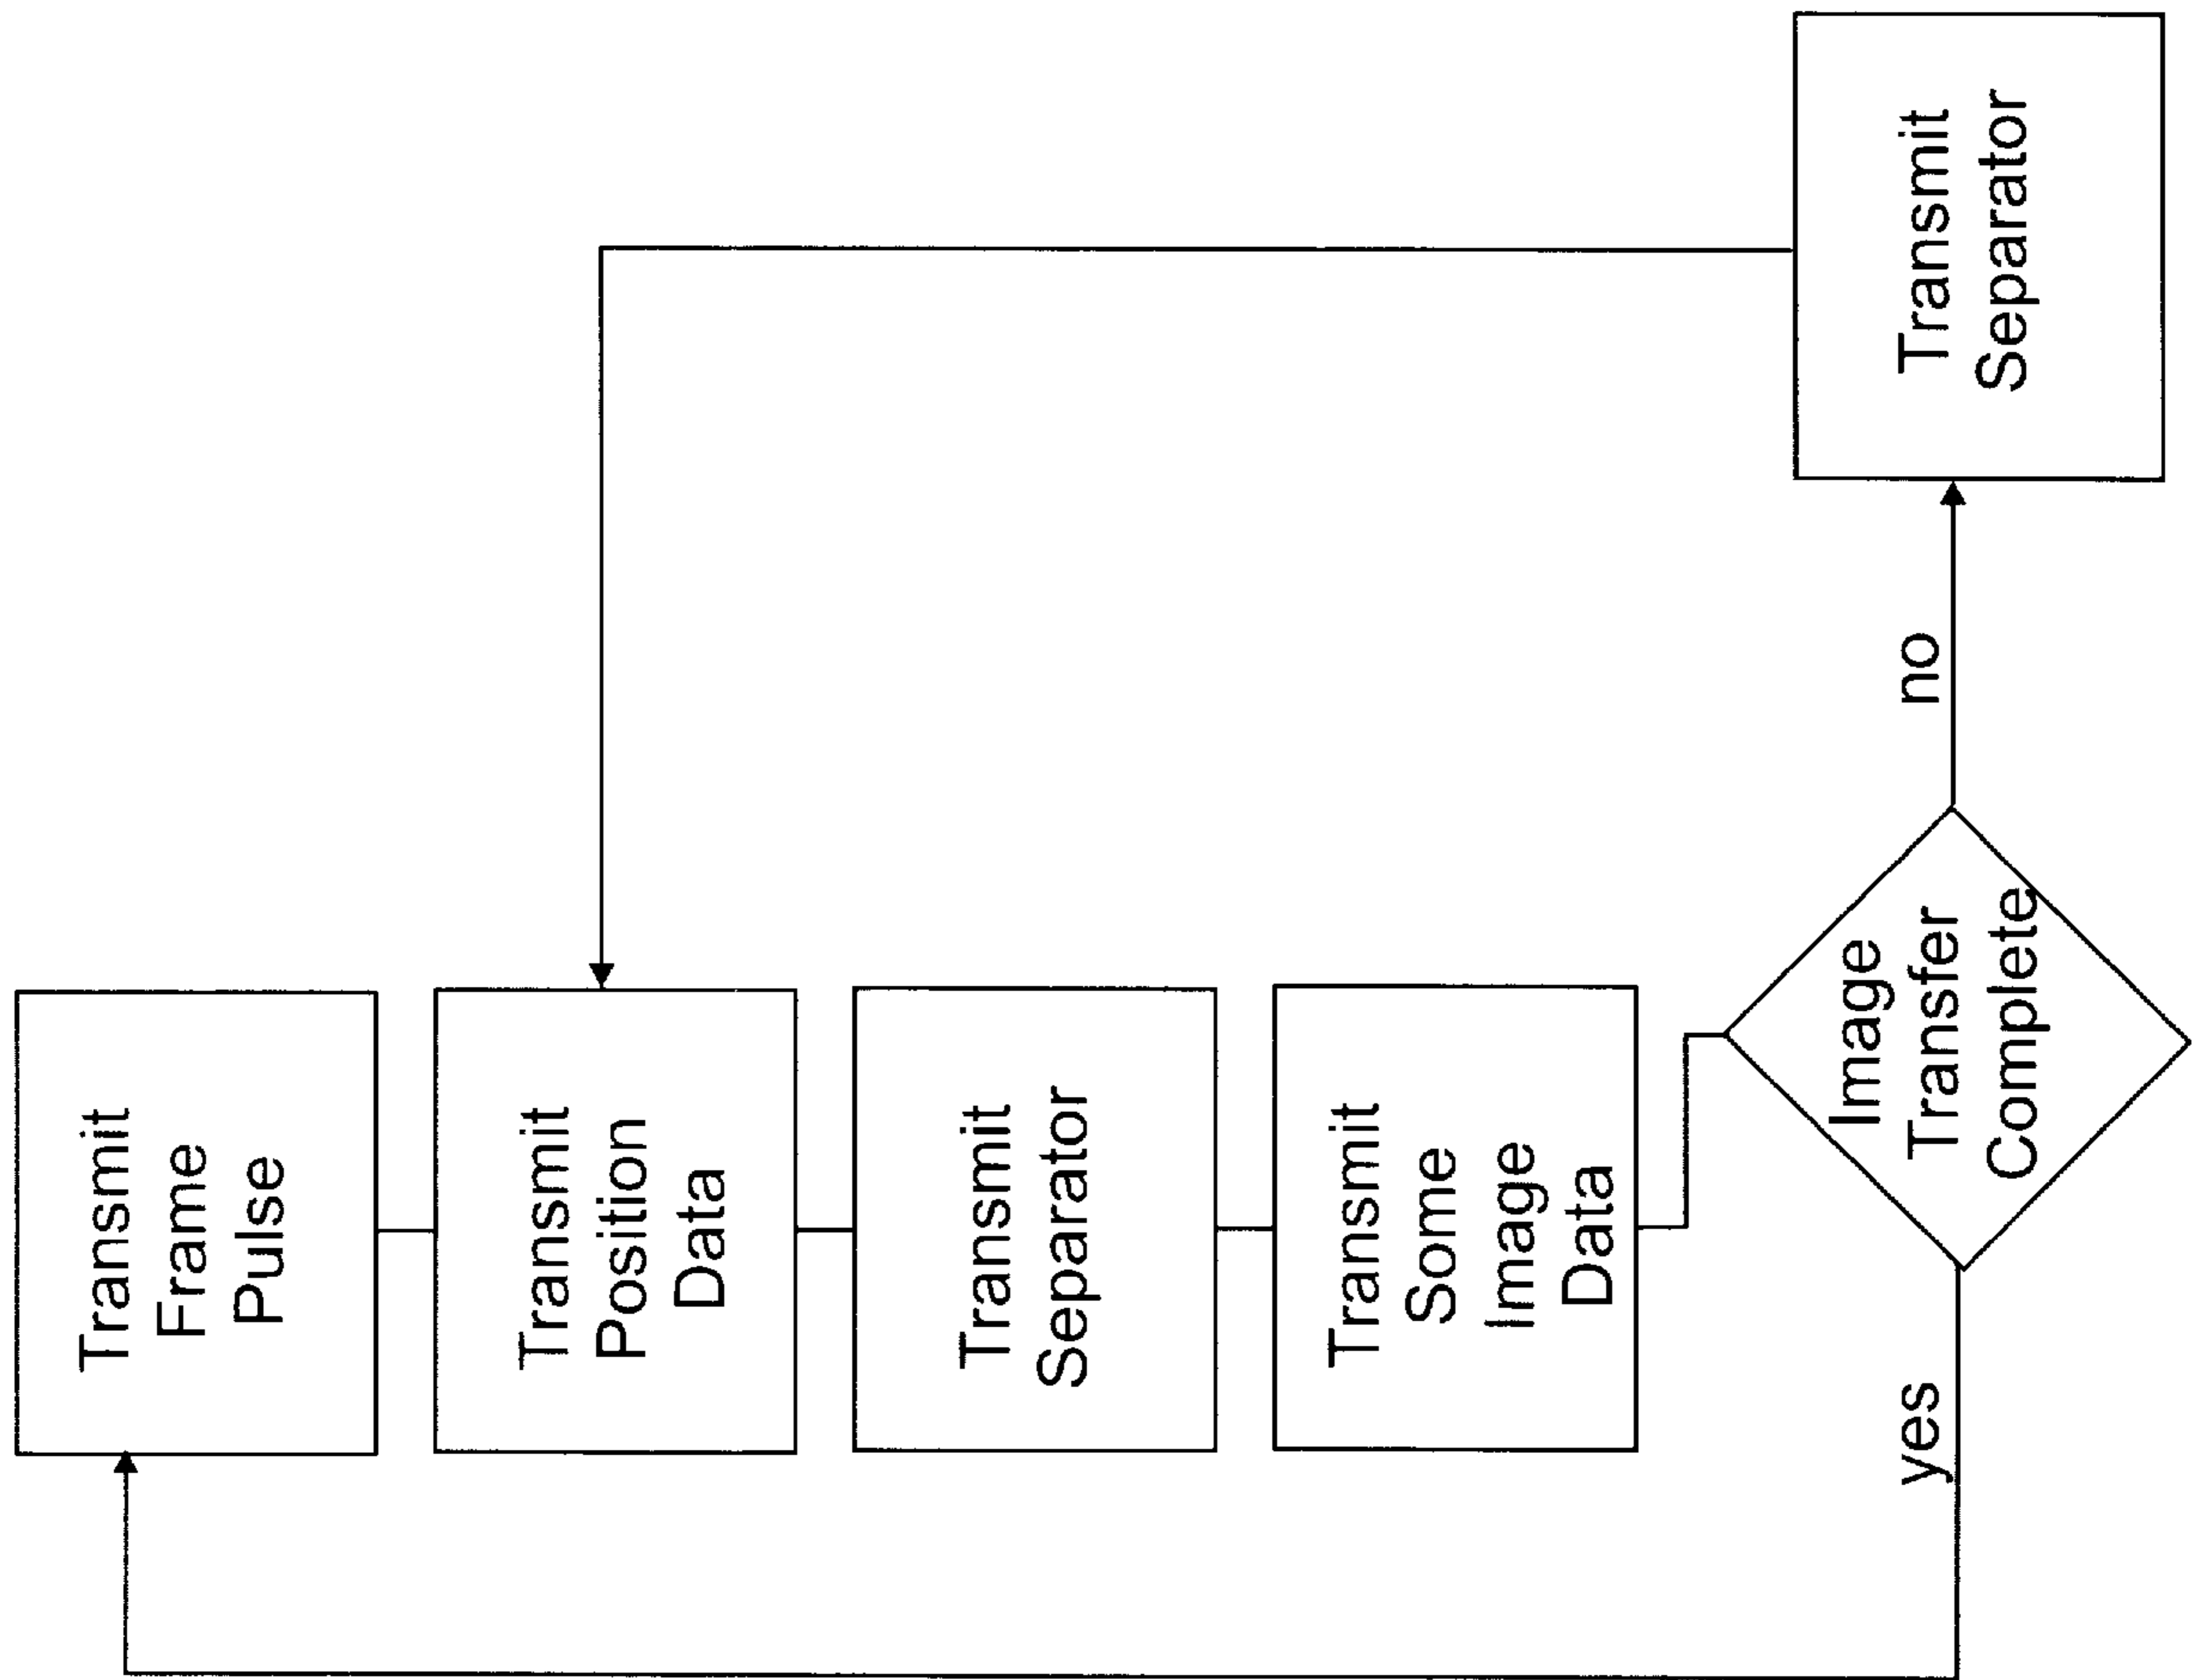 Transmit
Frame
Pulse
Transmit
Position
Data
Transmit
Separator
Transmit
Some
Image
Data
Image
Transfer
Complete
yes
no
Transmit
Separator